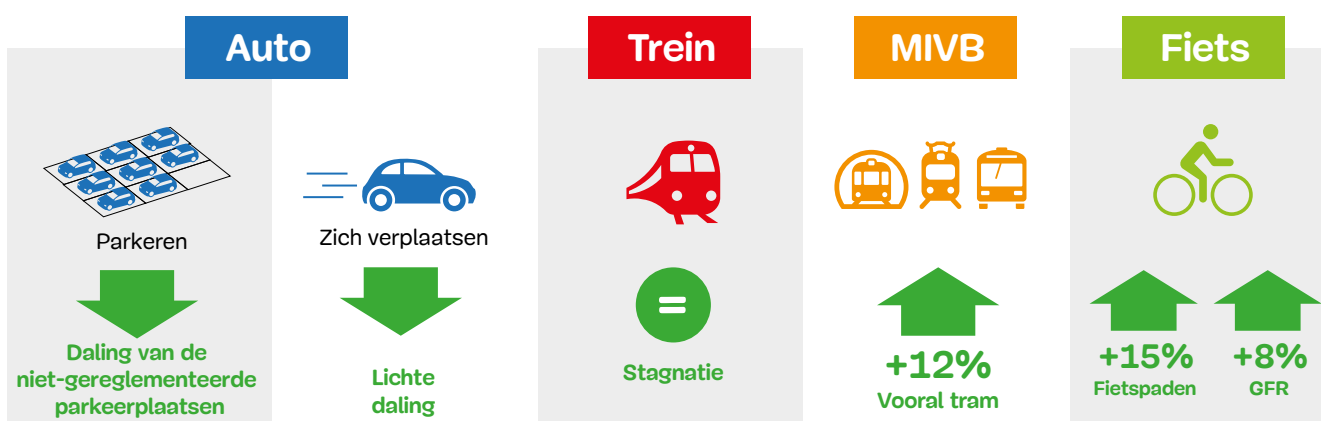 Auto
Parkeren
Daling van de
niet-gereglementeerde
parkeerplaatsen
Zich verplaatsen
Lichte
daling
Trein
=
Stagnatie
MIVB
+12%
Vooral tram
Fiets
+15%
Fietspaden
+8%
GFR